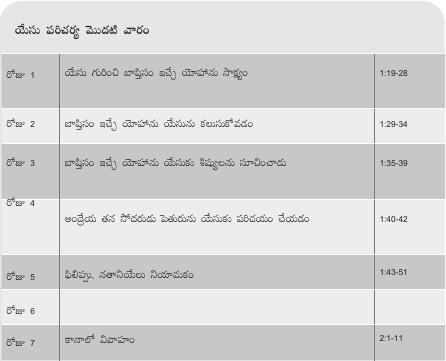 యేసు పరిచర్య మొదటి వారం
రోజు 1 యేసు గురించి బాప్తిసం ఇచ్చే యోహాను సాక్ష్యం 1:19-28
రోజు 2 బాప్తిసం ఇచ్చే యోహాను యేసును కలుసుకోవడం 1:29-34
రోజు 3 బాప్తిసం ఇచ్చే యోహాను యేసుకు శిష్యులను సూచించాడు 1:35-39
రోజు 4 అంద్రేయ తన సోదరుడు పెతురును యేసుకు పరిచయం చేయడం 1:40-42
రోజు 5 ఫిలిప్పు, నతానియేలు నియామకం 1:43-51
రోజు 6
రోజు 7 కానాలో వివాహం 2:1-11